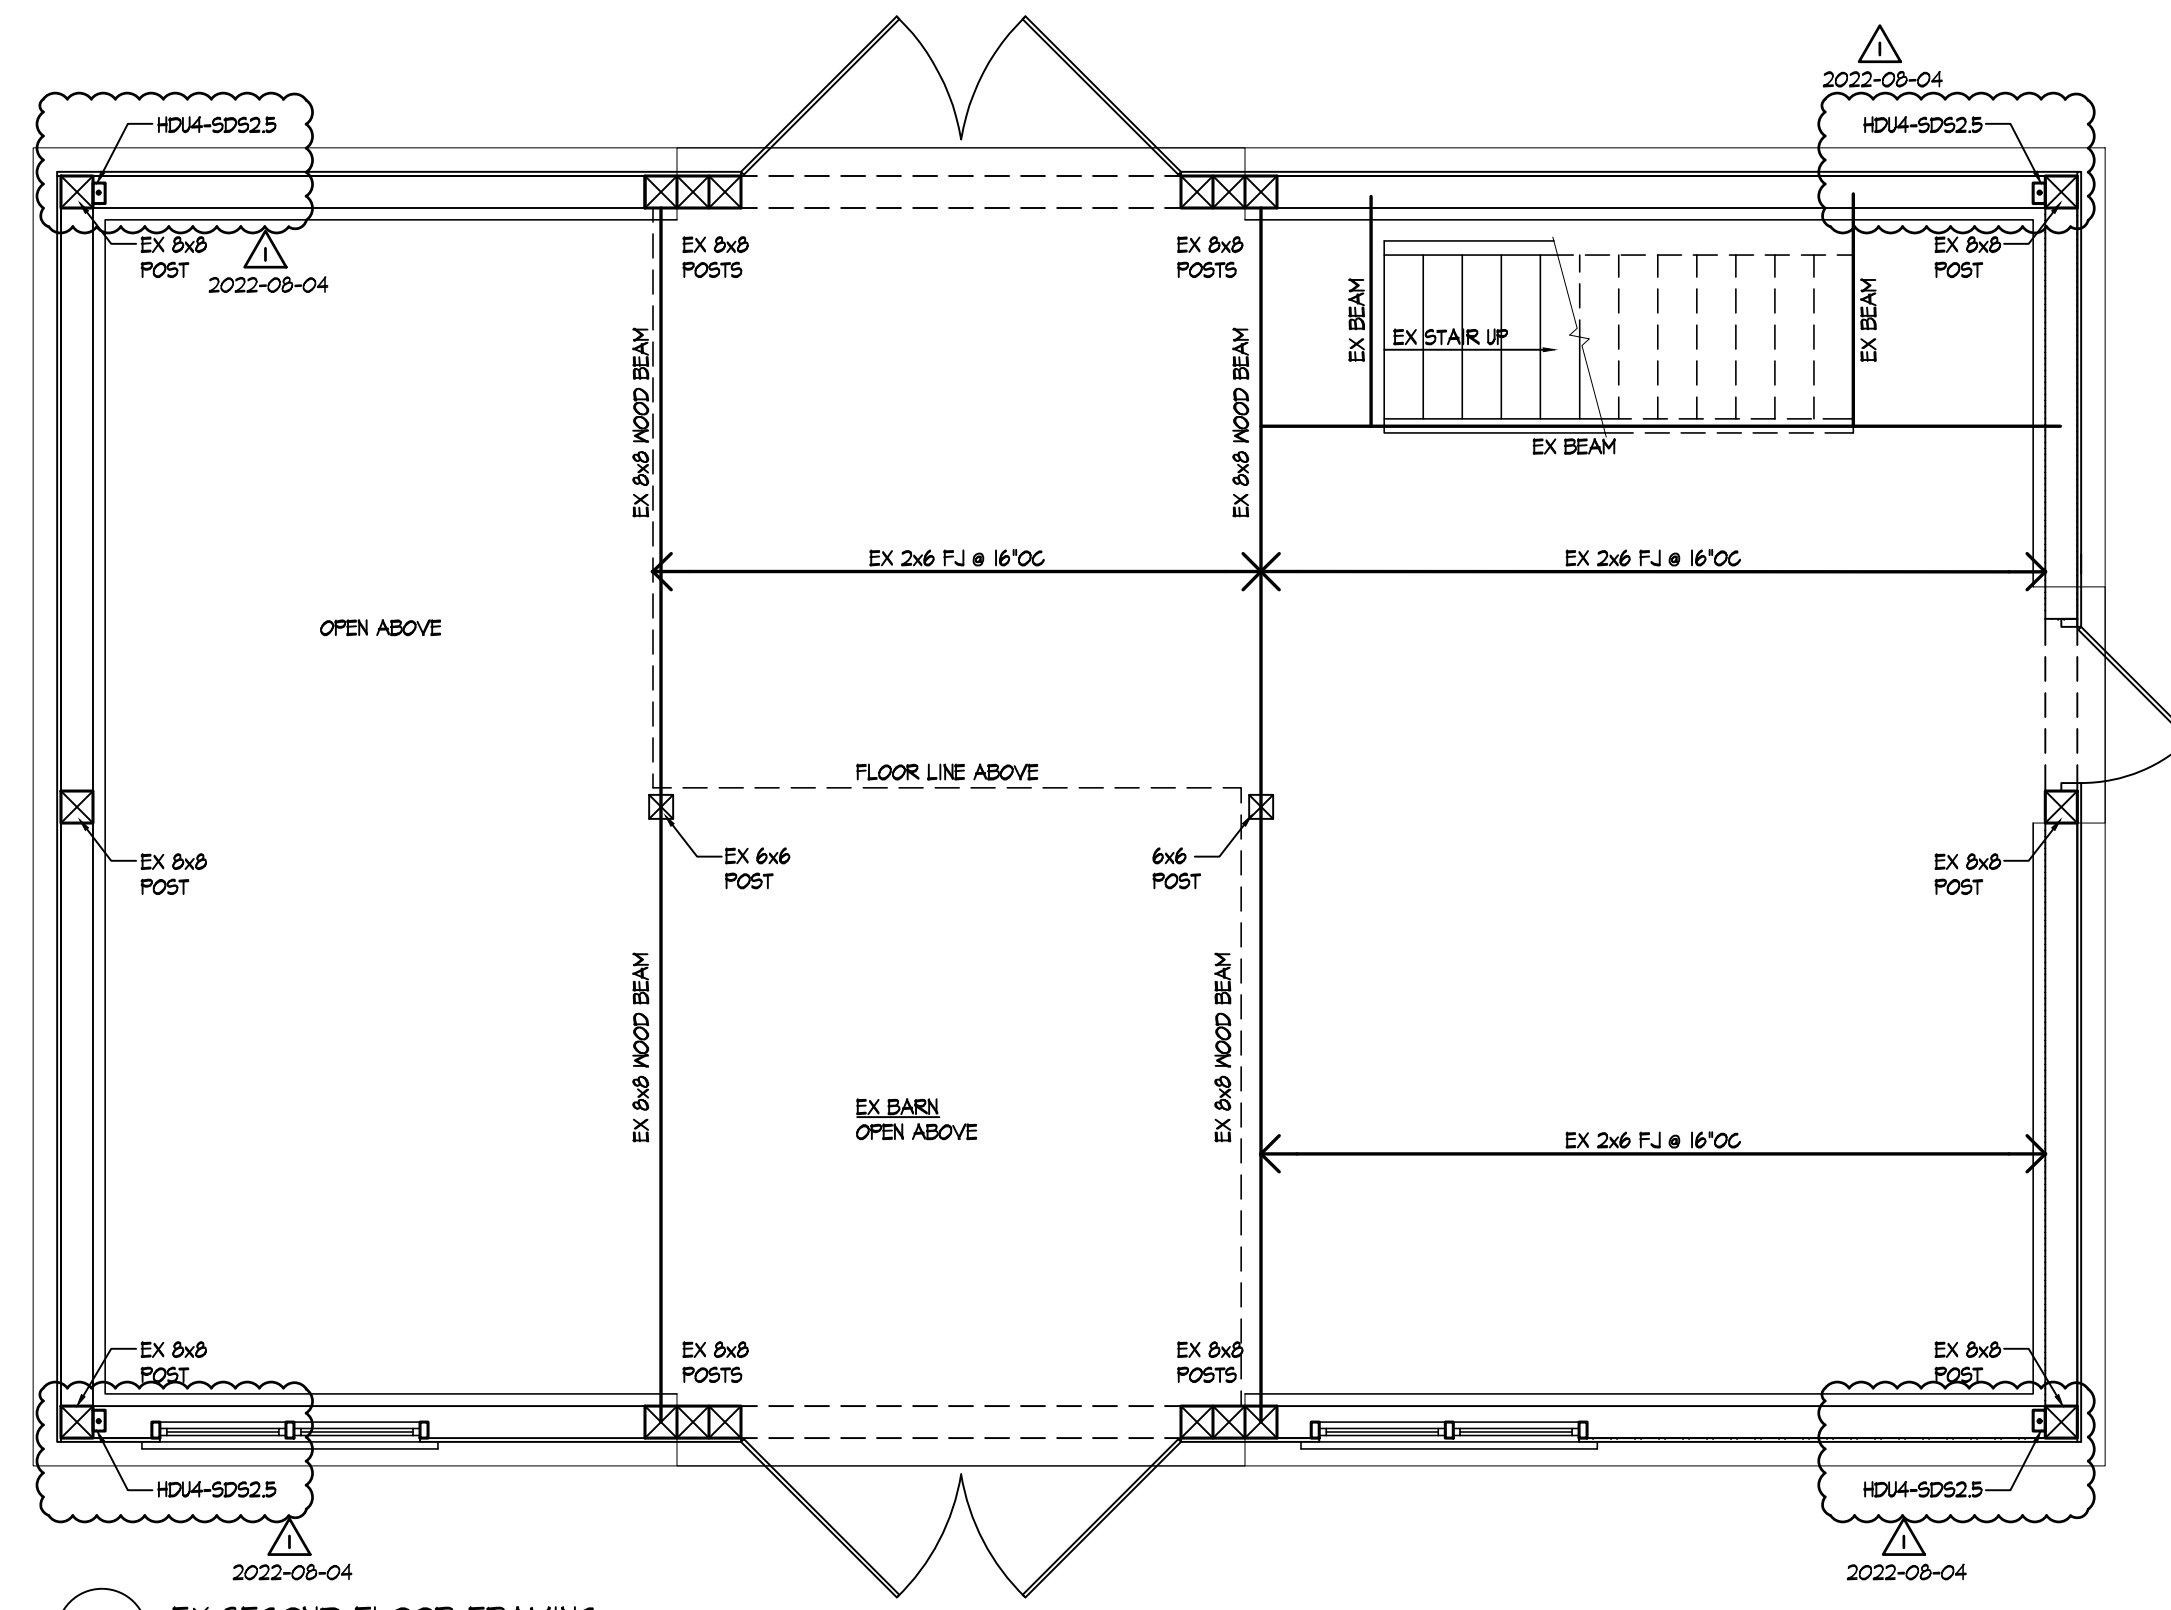 1
2022-08-04
HDU4-SDS2.5
HDU4-SDS2.5
EX 8x8
POST
1
2022-08-04
EX 8x8
POSTS
EX 8x8
POSTS
EX 8x8
POST
EX 8x8 WOOD BEAM
EX 8x8 WOOD BEAM
EX BEAM
EX STAIR UP
EX BEAM
EX BEAM
EX 2x6 FJ @ 16"OC
EX 2x6 FJ @ 16"OC
OPEN ABOVE
FLOOR LINE ABOVE
EX 8x8
POST
EX 6x6
POST
6x6
POST
EX 8x8
POST
EX 8x8 WOOD BEAM
EX 8x8 WOOD BEAM
EX BARN
OPEN ABOVE
EX 2x6 FJ @ 16"OC
EX 8x8
POST
EX 8x8
POSTS
EX 8x8
POSTS
EX 8x8
POST
HDU4-SDS2.5
HDU4-SDS2.5
1
2022-08-04
1
2022-08-04
EX SECOND FLOOR FRAMING